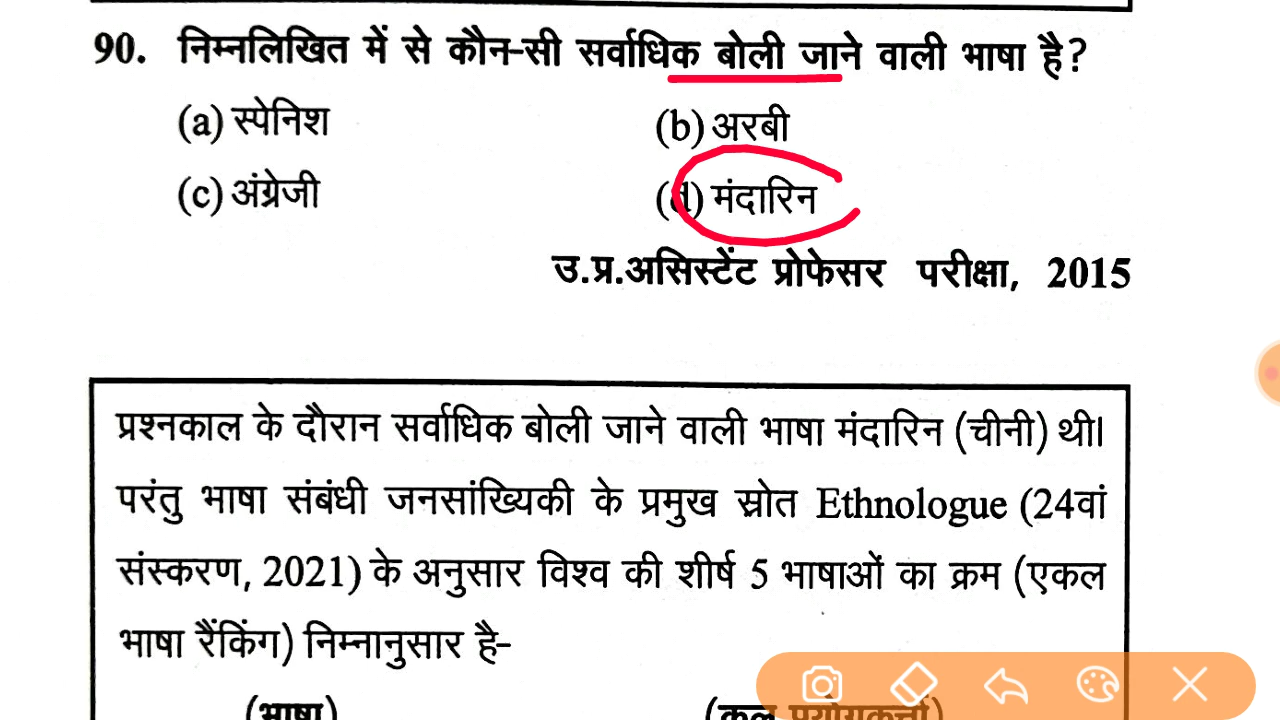 90. निम्नलिखित में से कौन-सी सर्वाधिक बोली जाने वाली भाषा है?
(a) स्पेनिश (b) अरबी
(c) अंग्रेजी (d) मंदारिन
उ.प्र.असिस्टेंट प्रोफेसर परीक्षा, 2015
प्रश्नकाल के दौरान सर्वाधिक बोली जाने वाली भाषा मंदारिन (चीनी) थी।
परंतु भाषा संबंधी जनसांख्यिकी के प्रमुख स्रोत Ethnologue (24वां
संस्करण, 2021) के अनुसार विश्व की शीर्ष 5 भाषाओं का क्रम (एकल
भाषा रैंकिंग) निम्नानुसार है-
(भाषा)